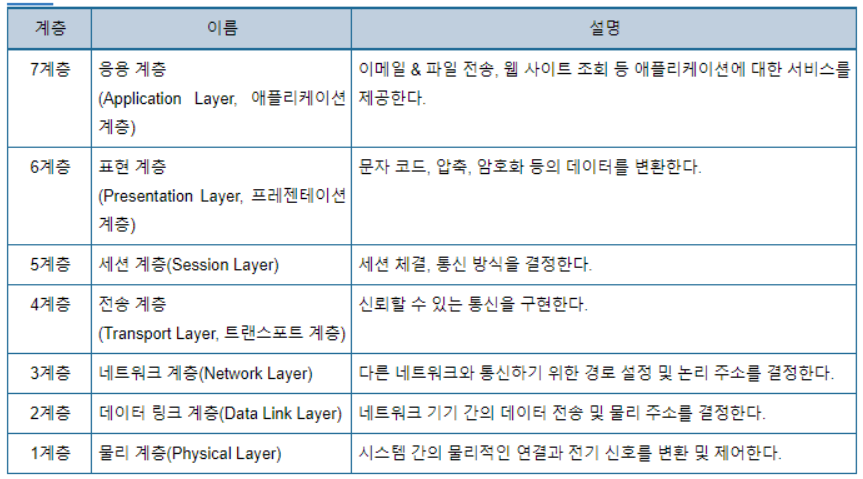 계층 이름 설명
7계층 응용 계층 이메일 & 파일 전송, 웹 사이트 조회 등 애플리케이션에 대한 서비스를
(Application Layer, 애플리케이션 제공한다.
계층)
6계층 표현 계층 문자 코드, 압축, 암호화 등의 데이터를 변환한다.
(Presentation Layer, 프레젠테이션
계층)
5계층 세션 계층(Session Layer) 세션 체결, 통신 방식을 결정한다.
4계층 전송 계층 신뢰할 수 있는 통신을 구현한다.
(Transport Layer, 트랜스포트 계층)
3계층 네트워크 계층(Network Layer) 다른 네트워크와 통신하기 위한 경로 설정 및 논리 주소를 결정한다.
2계층 데이터 링크 계층(Data Link Layer) 네트워크 기기 간의 데이터 전송 및 물리 주소를 결정한다.
1계층 물리 계층(Physical Layer) 시스템 간의 물리적인 연결과 전기 신호를 변환 및 제어한다.